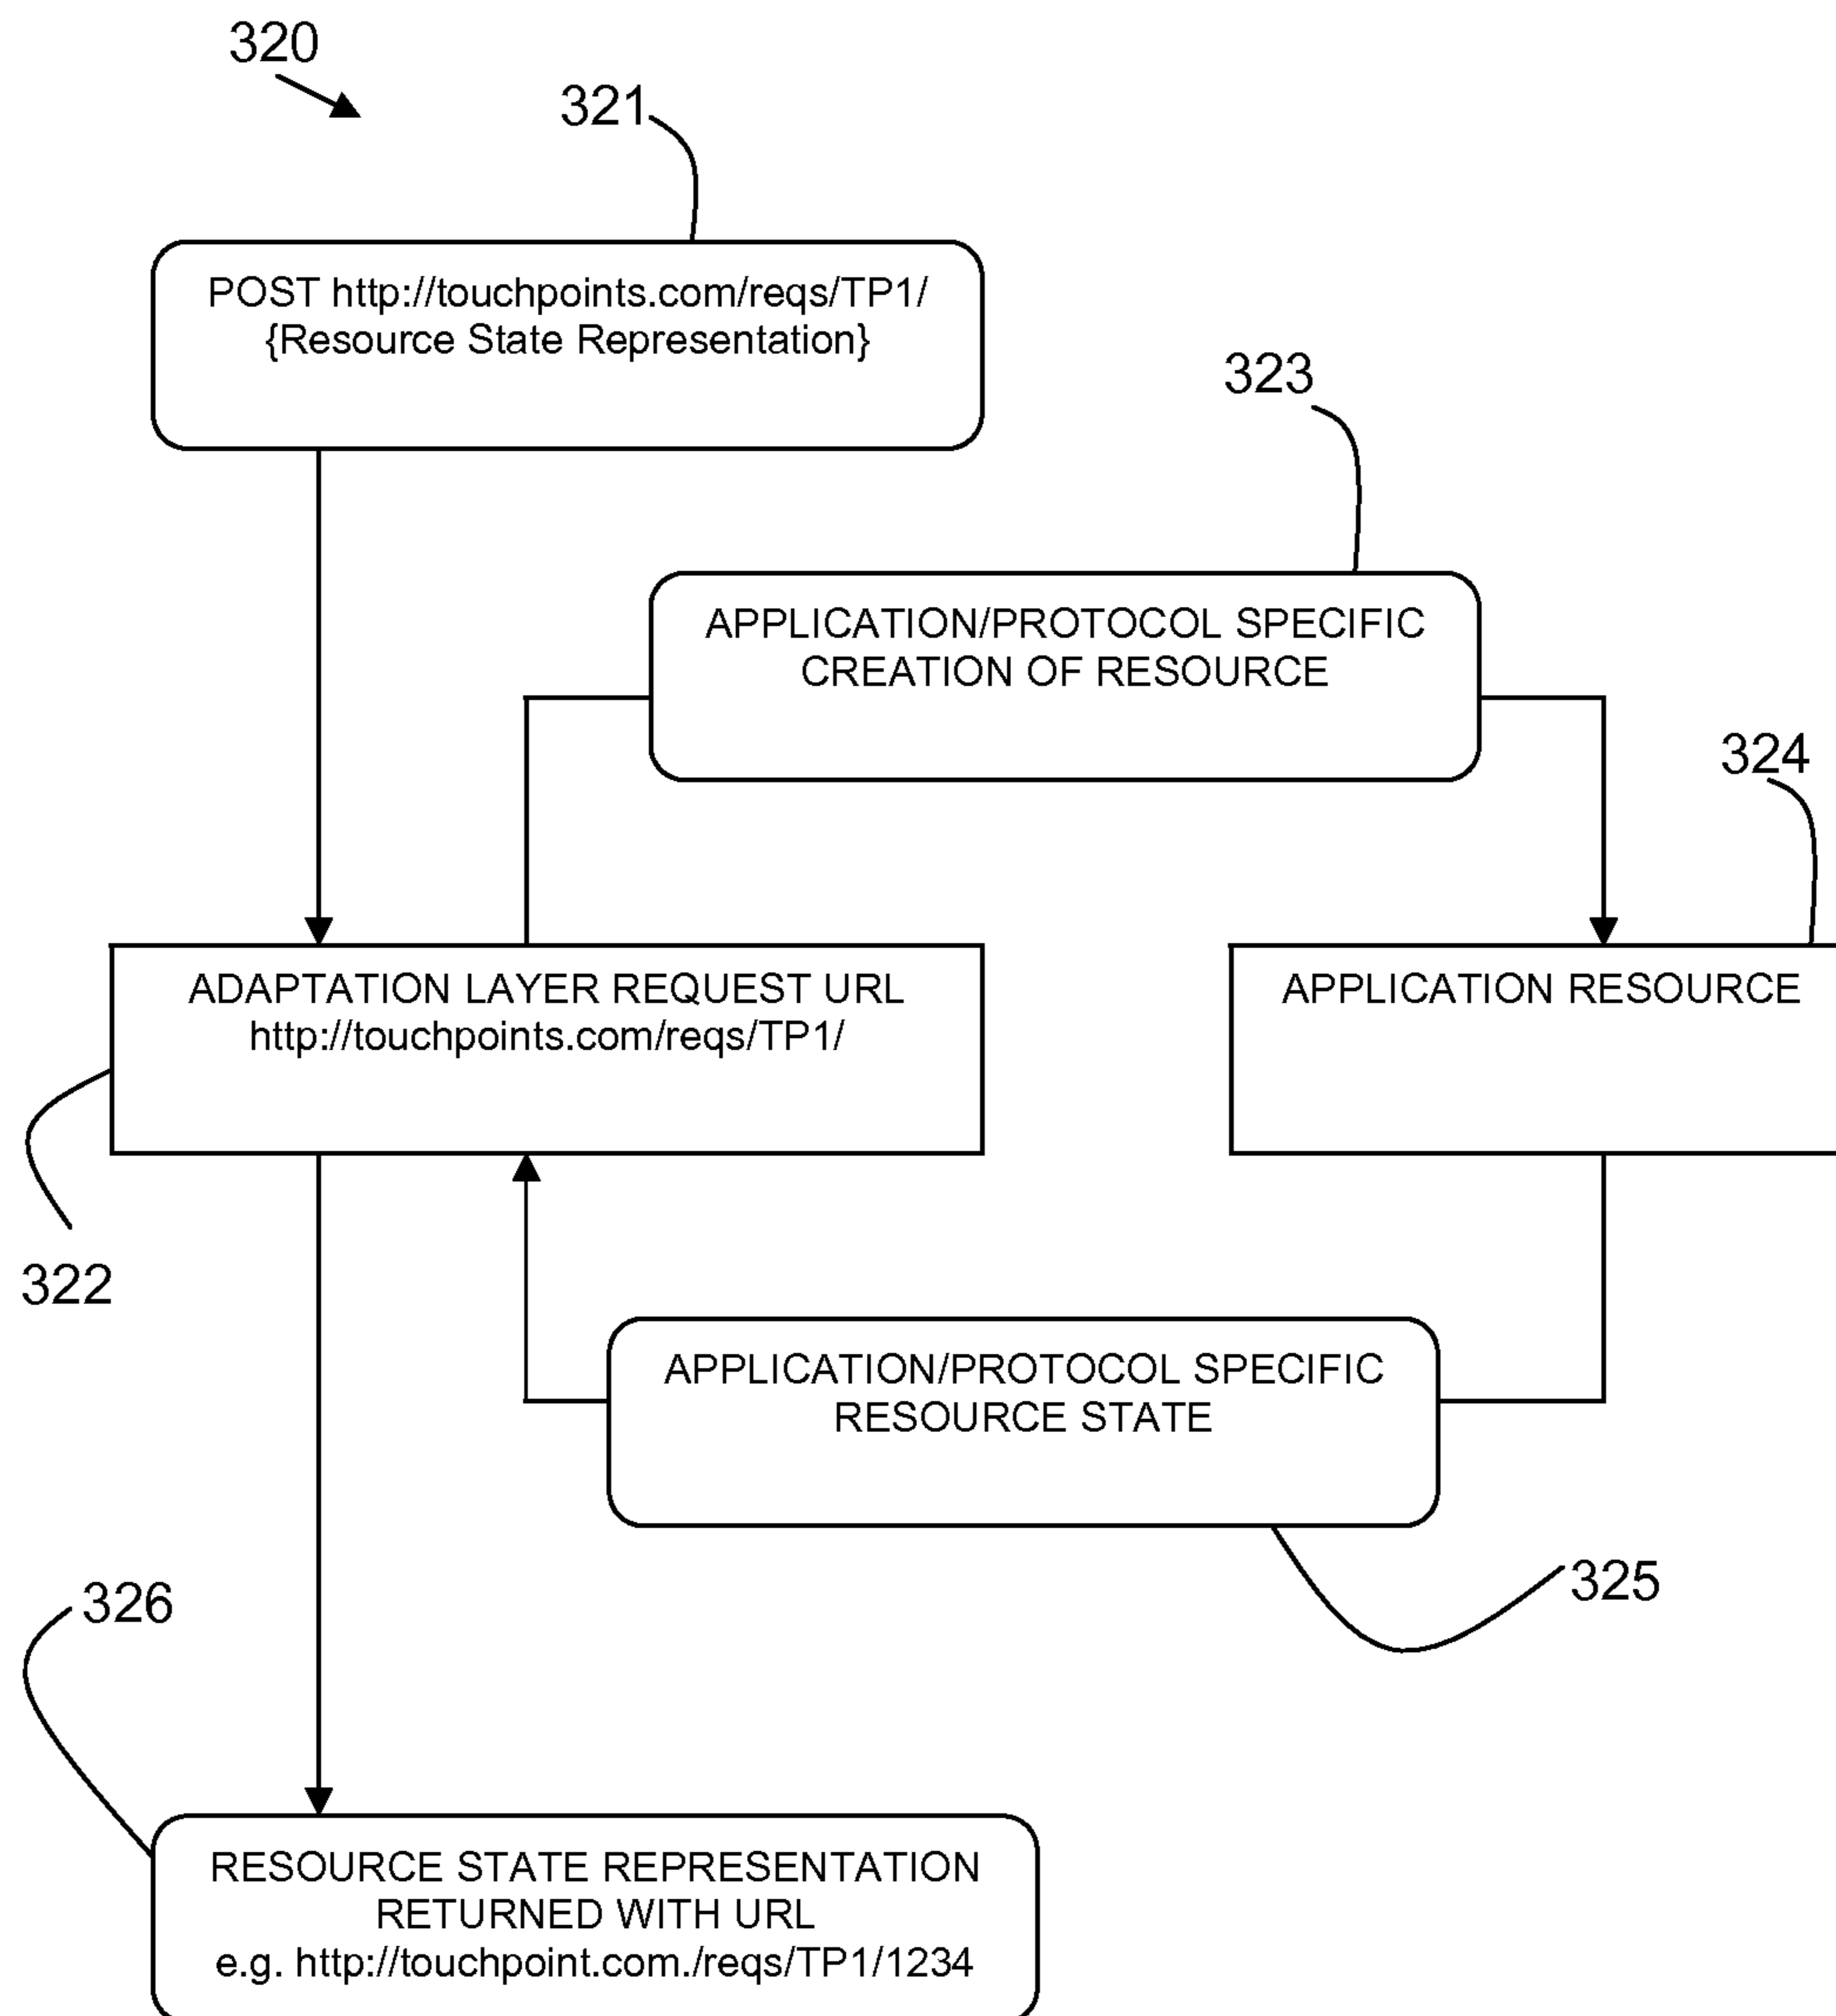 320
321
POST http://touchpoints.com/reqs/TP1/
{Resource State Representation}
323
APPLICATION/PROTOCOL SPECIFIC
CREATION OF RESOURCE
324
ADAPTATION LAYER REQUEST URL
http://touchpoints.com/reqs/TP1/
APPLICATION RESOURCE
322
APPLICATION/PROTOCOL SPECIFIC
RESOURCE STATE
325
326
RESOURCE STATE REPRESENTATION
RETURNED WITH URL
e.g. http://touchpoint.com./reqs/TP1/1234